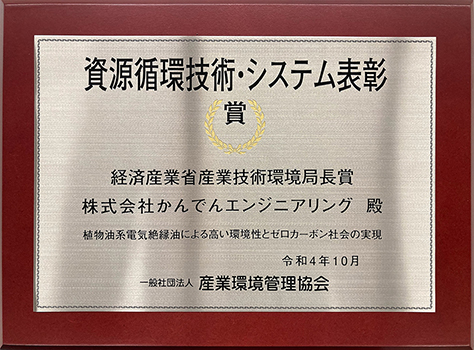 資源循環技術・システム表彰
賞
経済産業省産業技術環境局長賞
株式会社かんでんエンジニアリング 殿
植物油系電気絶縁油による高い環境性とゼロカーボン社会の実現
令和4年10月
一般社団法人 産業環境管理協会